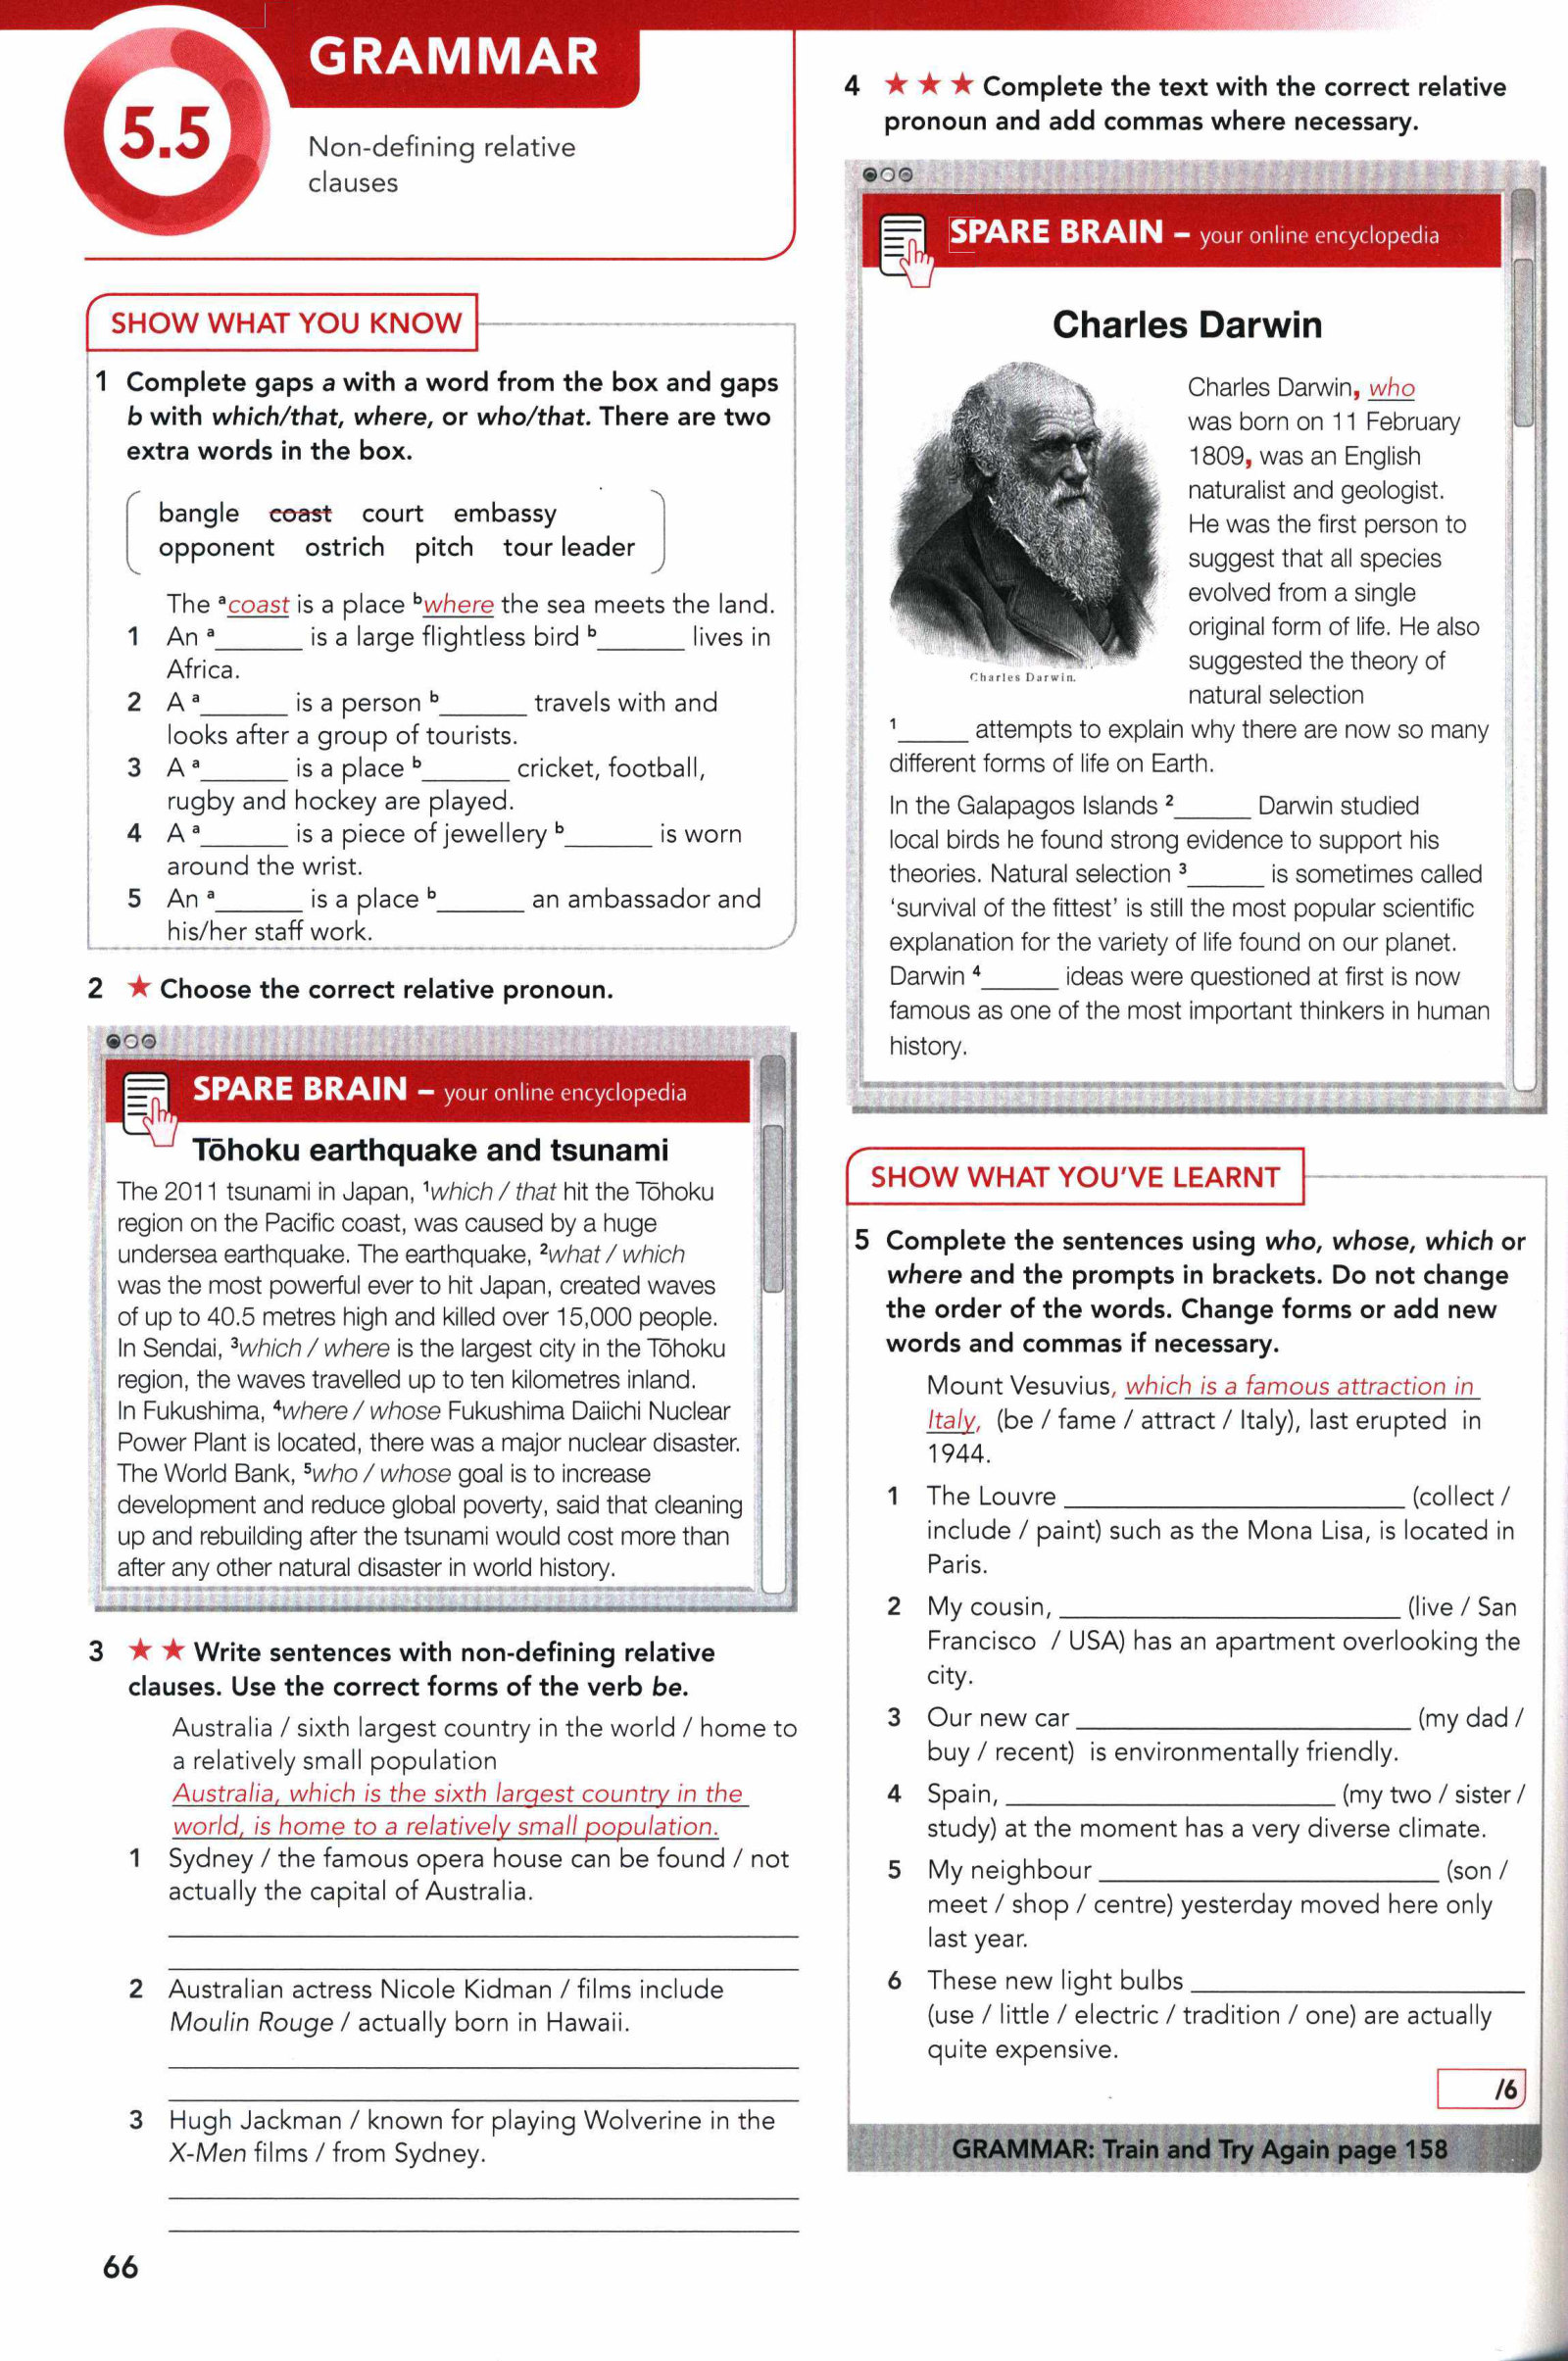 GRAMMAR
5.5
Non-defining relative
clauses
SHOW WHAT YOU KNOW
1 Complete gaps a with a word from the box and gaps
b with which/that, where, or who/that. There are two
extra words in the box.
bangle coast court embassy
opponent ostrich pitch tour leader
The a coast is a place b where the sea meets the land.
1 An a______ is a large flightless bird b______ lives in
Africa.
2 A a______ is a person b______ travels with and
looks after a group of tourists.
3 A a______ is a place b______ cricket, football,
rugby and hockey are played.
4 A a______ is a piece of jewellery b______ is worn
around the wrist.
5 An a______ is a place b______ an ambassador and
his/her staff work.
2 ★ Choose the correct relative pronoun.
SPARE BRAIN – your online encyclopedia
Tōhoku earthquake and tsunami
The 2011 tsunami in Japan, 1which / that hit the Tōhoku
region on the Pacific coast, was caused by a huge
undersea earthquake. The earthquake, 2what / which
was the most powerful ever to hit Japan, created waves
of up to 40.5 metres high and killed over 15,000 people.
In Sendai, 3which / where is the largest city in the Tōhoku
region, the waves travelled up to ten kilometres inland.
In Fukushima, 4where / whose Fukushima Daiichi Nuclear
Power Plant is located, there was a major nuclear disaster.
The World Bank, 5who / whose goal is to increase
development and reduce global poverty, said that cleaning
up and rebuilding after the tsunami would cost more than
after any other natural disaster in world history.
3 ★ ★ Write sentences with non-defining relative
clauses. Use the correct forms of the verb be.
Australia / sixth largest country in the world / home to
a relatively small population
Australia, which is the sixth largest country in the
world, is home to a relatively small population.
1 Sydney / the famous opera house can be found / not
actually the capital of Australia.
2 Australian actress Nicole Kidman / films include
Moulin Rouge / actually born in Hawaii.
3 Hugh Jackman / known for playing Wolverine in the
X-Men films / from Sydney.
66
4 ★ ★ ★ Complete the text with the correct relative
pronoun and add commas where necessary.
SPARE BRAIN – your online encyclopedia
Charles Darwin
Charles Darwin, who
was born on 11 February
1809, was an English
naturalist and geologist.
He was the first person to
suggest that all species
evolved from a single
original form of life. He also
suggested the theory of
natural selection
Charles Darwin.
1______ attempts to explain why there are now so many
different forms of life on Earth.
In the Galapagos Islands 2______ Darwin studied
local birds he found strong evidence to support his
theories. Natural selection 3______ is sometimes called
‘survival of the fittest’ is still the most popular scientific
explanation for the variety of life found on our planet.
Darwin 4______ ideas were questioned at first is now
famous as one of the most important thinkers in human
history.
SHOW WHAT YOU'VE LEARNT
5 Complete the sentences using who, whose, which or
where and the prompts in brackets. Do not change
the order of the words. Change forms or add new
words and commas if necessary.
Mount Vesuvius, which is a famous attraction in
Italy, (be / fame / attract / Italy), last erupted in
1944.
1 The Louvre ______ (collect /
include / paint) such as the Mona Lisa, is located in
Paris.
2 My cousin, ______ (live / San
Francisco / USA) has an apartment overlooking the
city.
3 Our new car ______ (my dad /
buy / recent) is environmentally friendly.
4 Spain, ______ (my two / sister /
study) at the moment has a very diverse climate.
5 My neighbour ______ (son /
meet / shop / centre) yesterday moved here only
last year.
6 These new light bulbs ______
(use / little / electric / tradition / one) are actually
quite expensive.
/6
GRAMMAR: Train and Try Again page 158